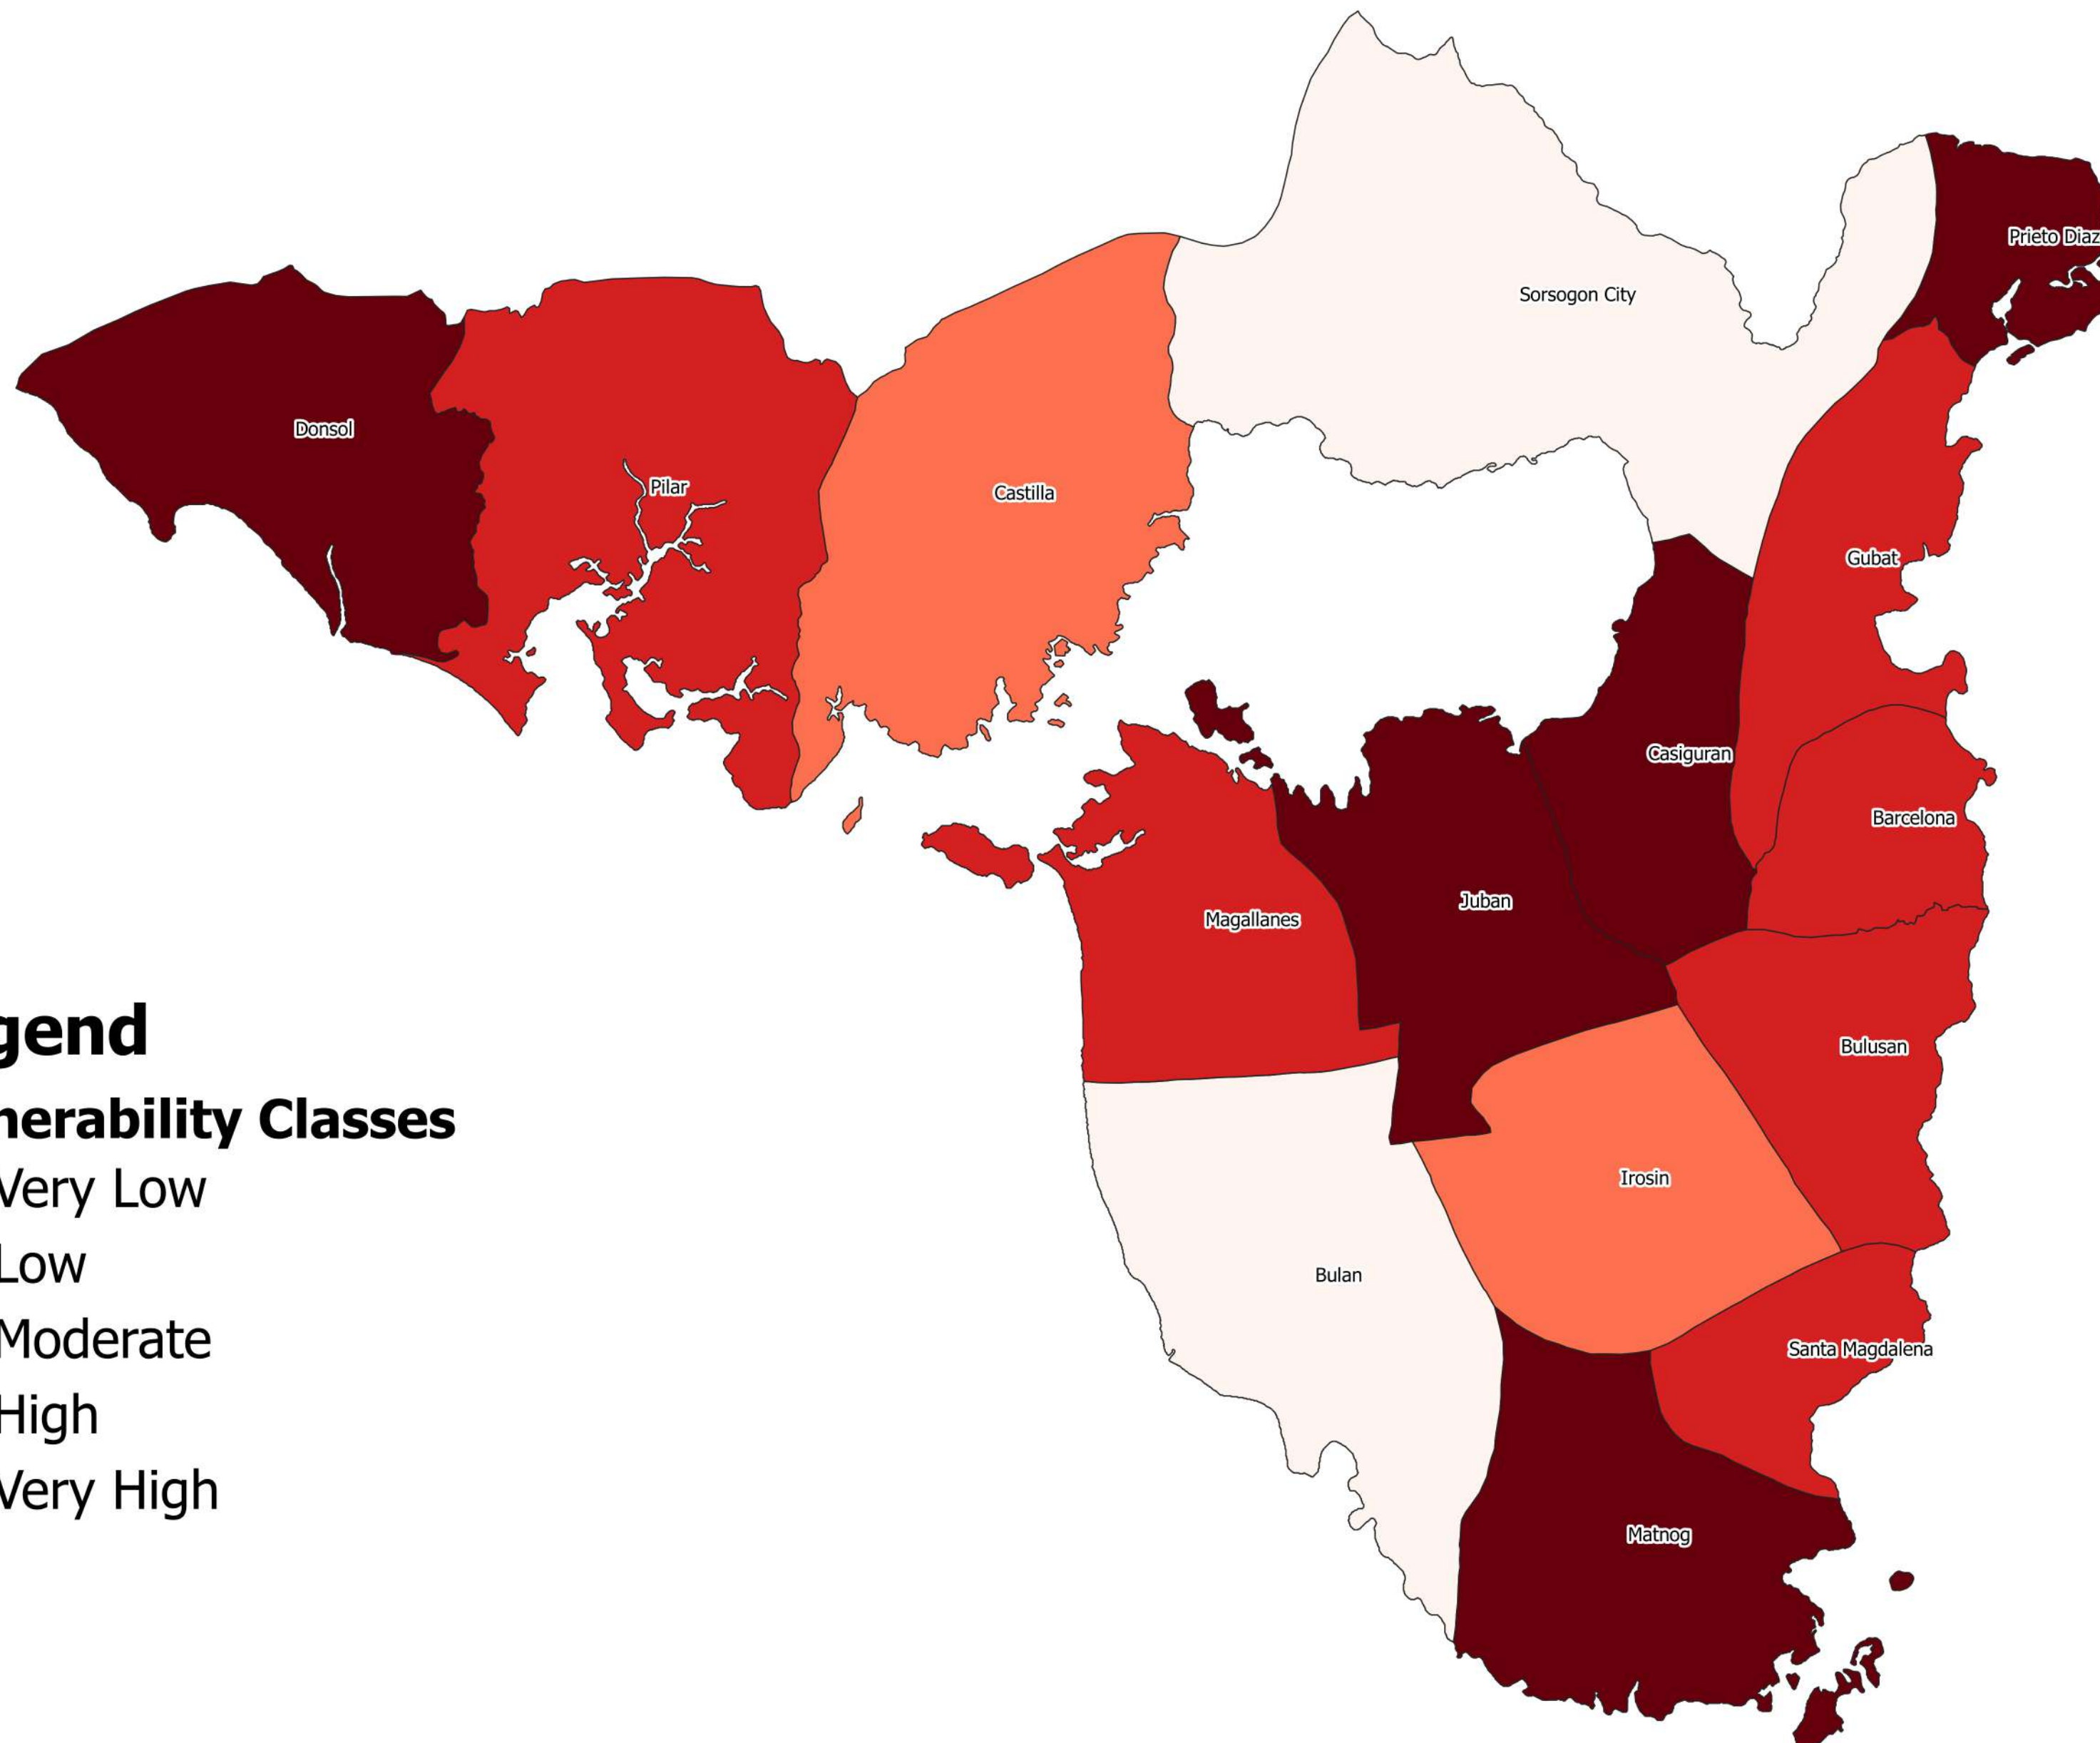 Prieto Diaz
Sorsogon City
Donsol
Pilar
Castilla
Gubat
Casiguran
Barcelona
Juban
Magallanes
Bulusan
Irosin
Bulan
Santa Magdalena
Matnog
gend
nerability Classes
Very Low
Low
Moderate
High
Very High